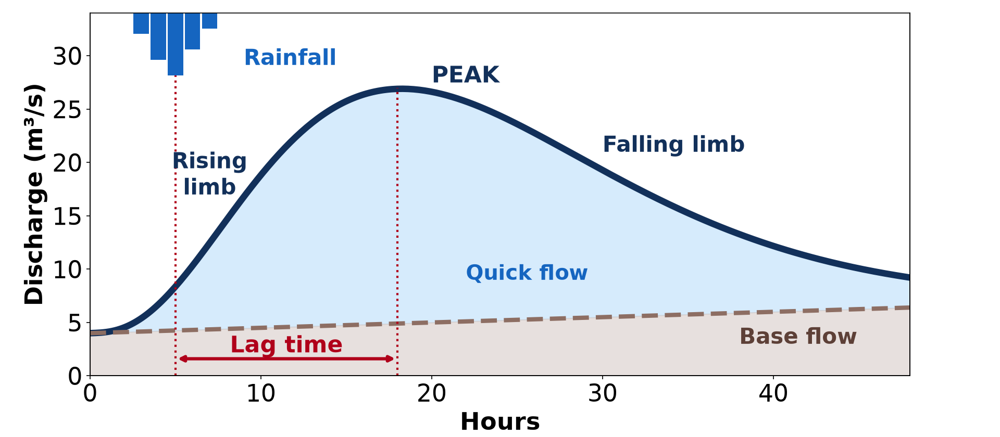 Rainfall
PEAK
Rising
limb
Falling limb
Quick flow
Base flow
Lag time
Discharge (m³/s)
30
25
20
15
10
5
0
0 10 20 30 40
Hours